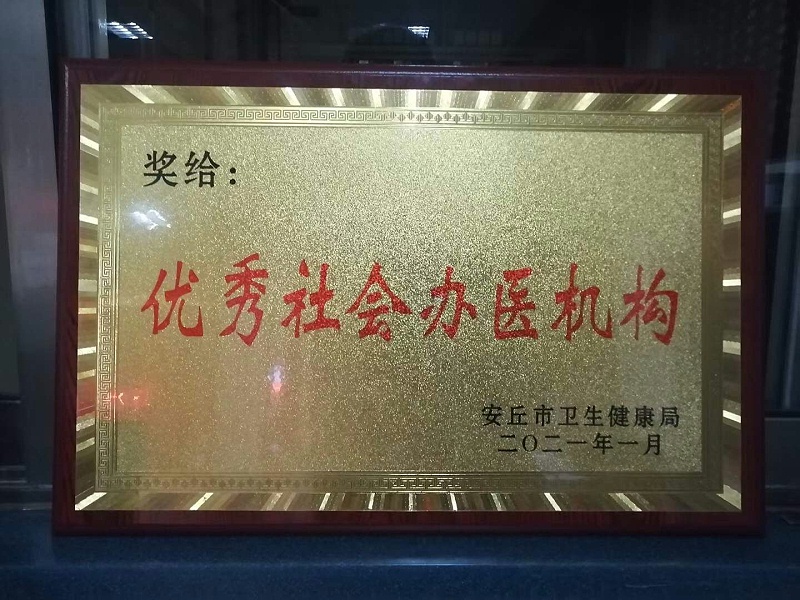 奖给：
优秀社会办医机构
安丘市卫生健康局
二〇二一年一月